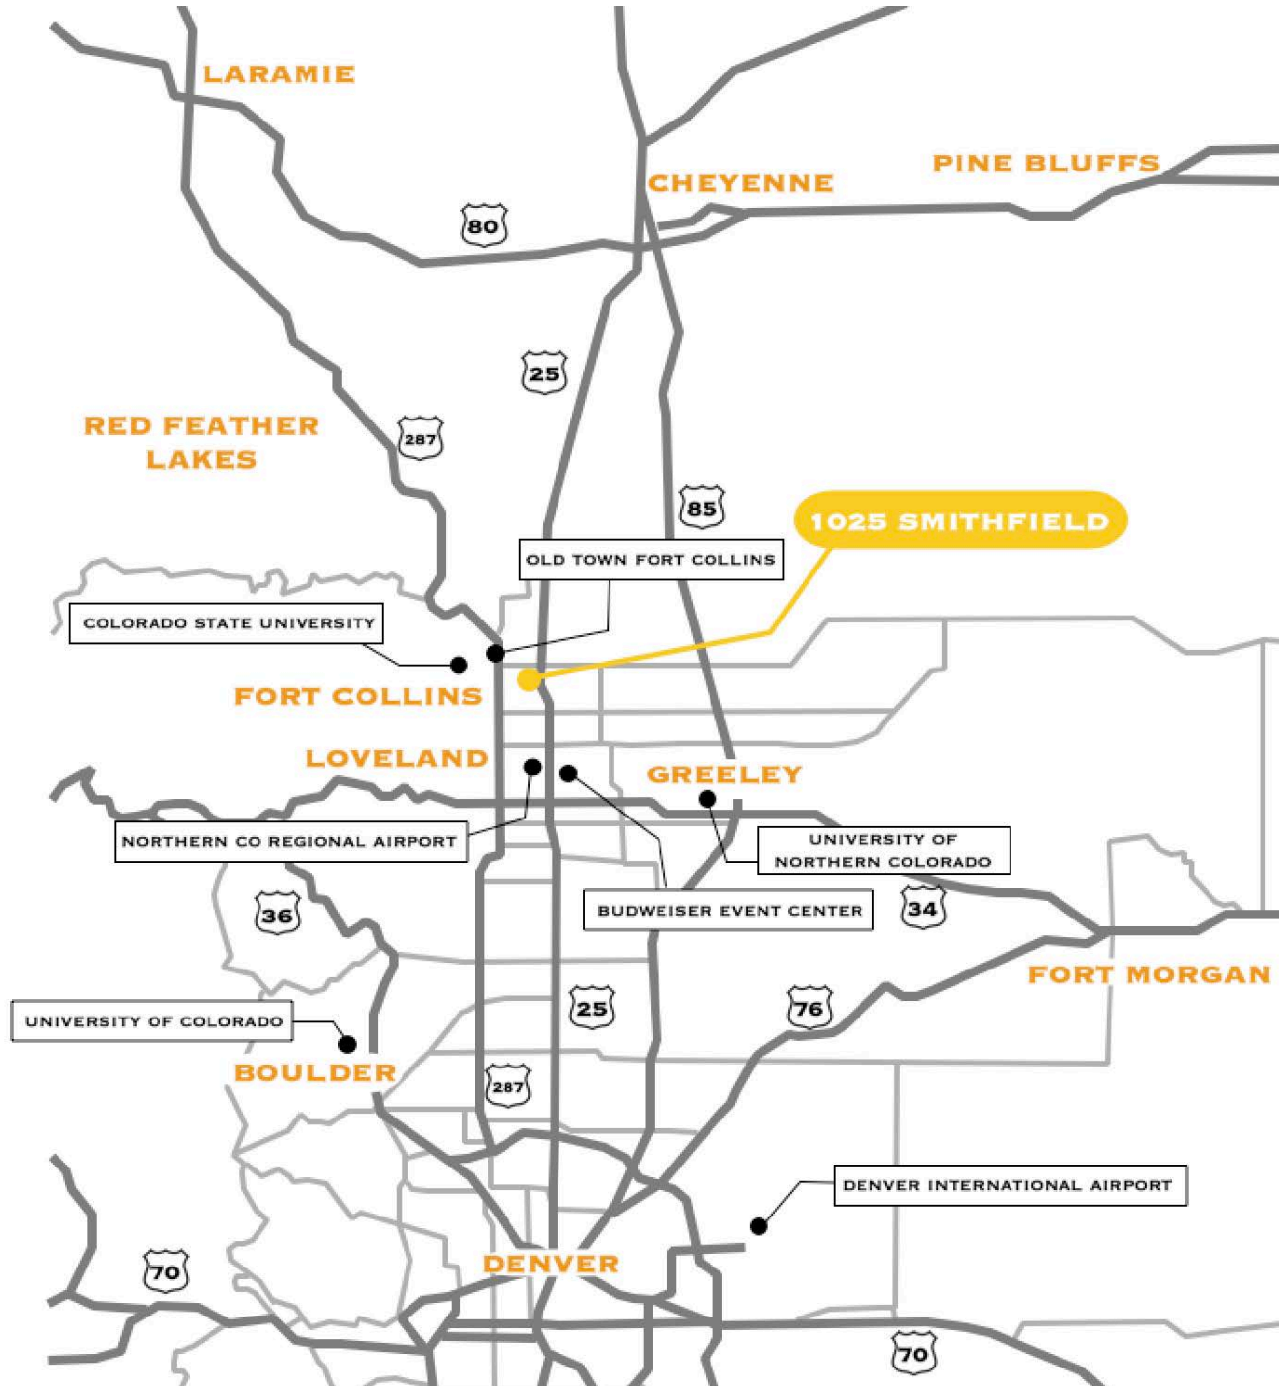 LARAMIE
PINE BLUFFS
CHEYENNE
80
25
RED FEATHER
LAKES
287
85
1025 SMITHFIELD
OLD TOWN FORT COLLINS
COLORADO STATE UNIVERSITY
FORT COLLINS
LOVELAND
GREELEY
NORTHERN CO REGIONAL AIRPORT
UNIVERSITY OF
NORTHERN COLORADO
36
BUDWEISER EVENT CENTER
34
FORT MORGAN
25
76
UNIVERSITY OF COLORADO
BOULDER
287
DENVER INTERNATIONAL AIRPORT
DENVER
70
70